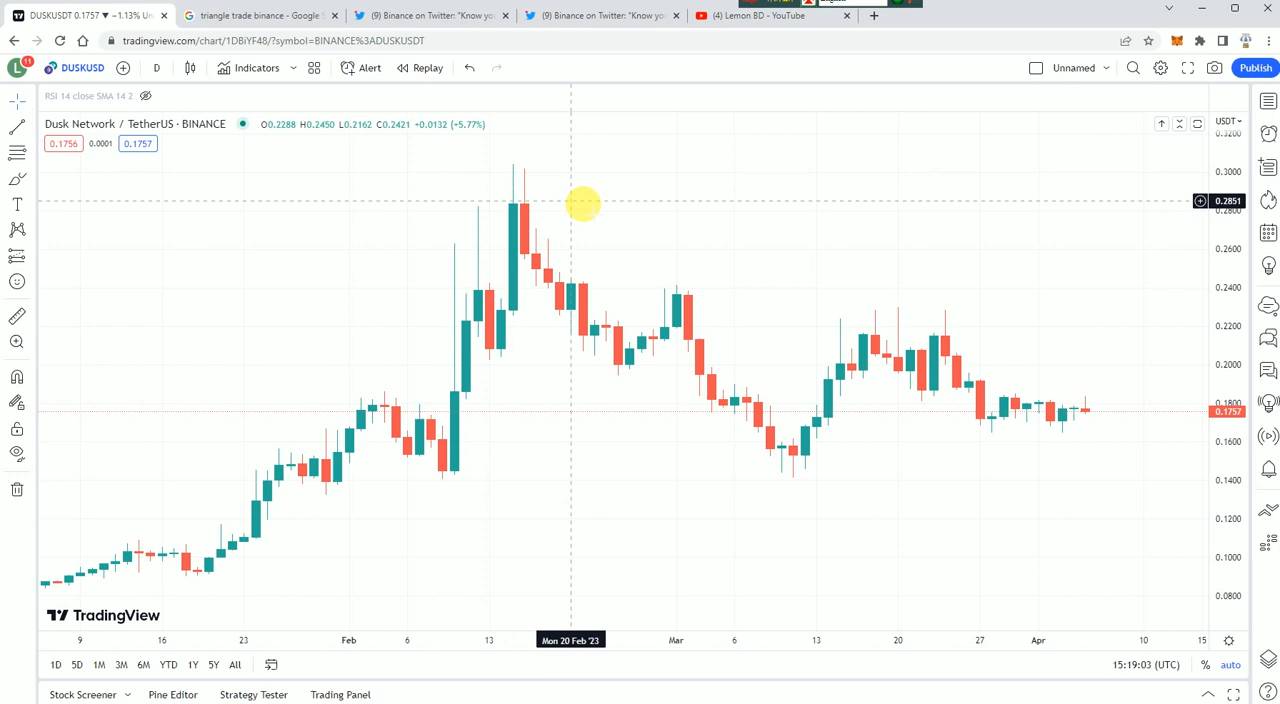 DUSKUSDT 0.1757 ▼ −1.13% Un
triangle trade binance - Google S
(9) Binance on Twitter: "Know yo
(9) Binance on Twitter: "Know yo
(4) Lemon BD - YouTube
tradingview.com/chart/1DBiYF48/?symbol=BINANCE%3ADUSKUSDT
L 11 DUSKUSD D Indicators Alert Replay Unnamed Publish
RSI 14 close SMA 14 2
Dusk Network / TetherUS · BINANCE O0.2288 H0.2450 L0.2162 C0.2421 +0.0132 (+5.77%)
USDT
0.1756 0.0001 0.1757
0.3200
0.3000
0.2851
0.2800
0.2600
0.2400
0.2200
0.2000
0.1800
0.1757
0.1600
0.1400
0.1200
0.1000
0.0800
TradingView
9 16 23 Feb 6 13 Mon 20 Feb '23 Mar 6 13 20 27 Apr 10 15
1D 5D 1M 3M 6M YTD 1Y 5Y All 15:19:03 (UTC) % auto
Stock Screener Pine Editor Strategy Tester Trading Panel